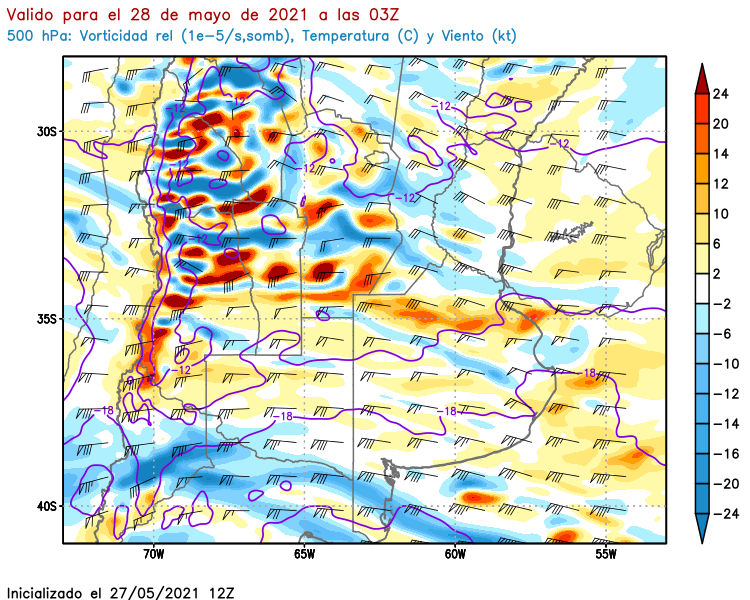 Valido para el 28 de mayo de 2021 a las 03Z
500 hPa: Vorticidad rel (1e-5/s,somb), Temperatura (C) y Viento (kt)
-12
-12
-12
-12
-12
-12
-12
-12
-18
-18
-18
-18
30S
35S
40S
70W
65W
60W
55W
24
20
14
12
10
6
2
-2
-6
-10
-12
-14
-16
-20
-24
Inicializado el 27/05/2021 12Z